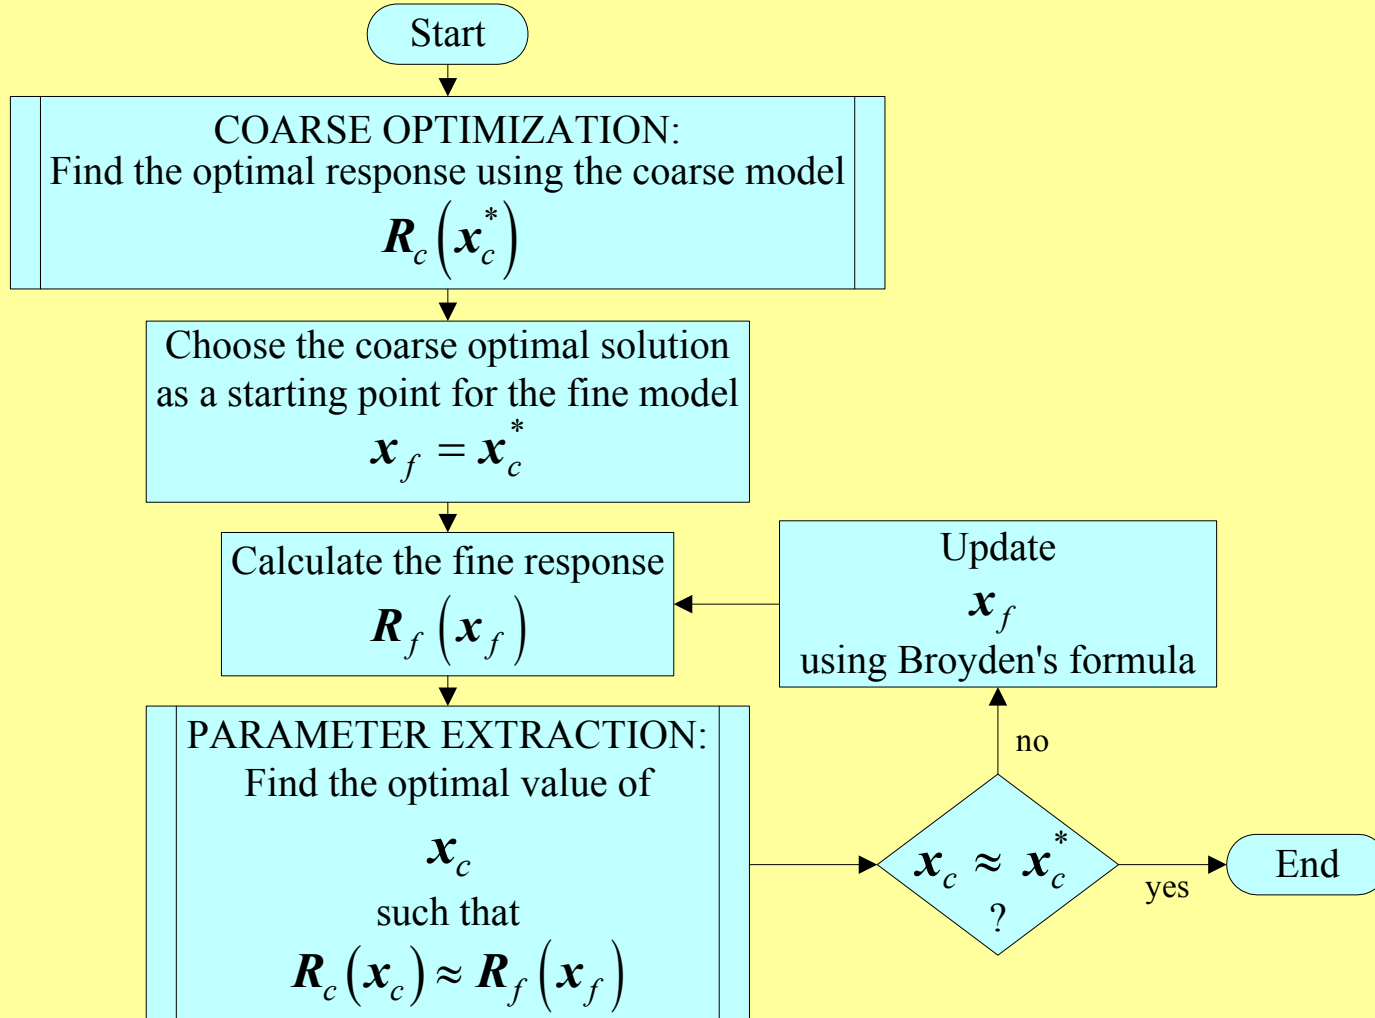 Start
COARSE OPTIMIZATION:
Find the optimal response using the coarse model
R_c(x_c^*)
Choose the coarse optimal solution
as a starting point for the fine model
x_f = x_c^*
Calculate the fine response
R_f(x_f)
Update
x_f
using Broyden's formula
PARAMETER EXTRACTION:
Find the optimal value of
x_c
such that
R_c(x_c) ≈ R_f(x_f)
no
x_c ≈ x_c^*
?
yes
End